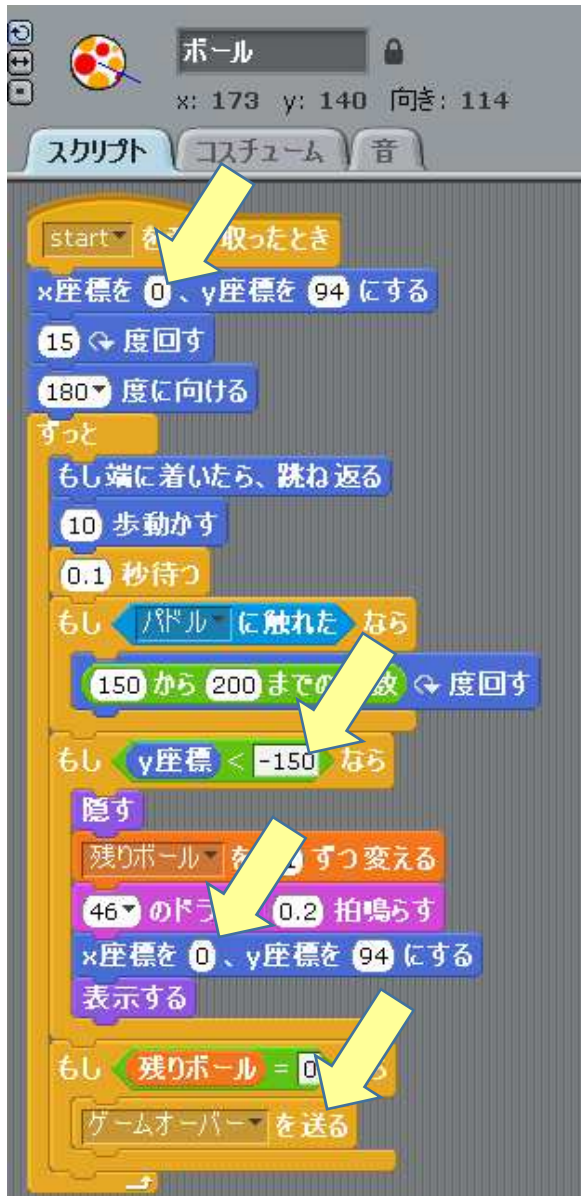 ボール
x: 173 y: 140 向き: 114
スクリプト コスチューム 音
start を 取ったとき
x座標を 0 、y座標を 94 にする
15 度回す
180 度に向ける
ずっと
もし端に着いたら、跳ね返る
10 歩動かす
0.1 秒待つ
もし パドル に触れた なら
150 から 200 までの 数 度回す
もし y座標 < -150 なら
隠す
残りボール を ずつ変える
46 のドラ 0.2 拍鳴らす
x座標を 0 、y座標を 94 にする
表示する
もし 残りボール = 0
ゲームオーバー を送る